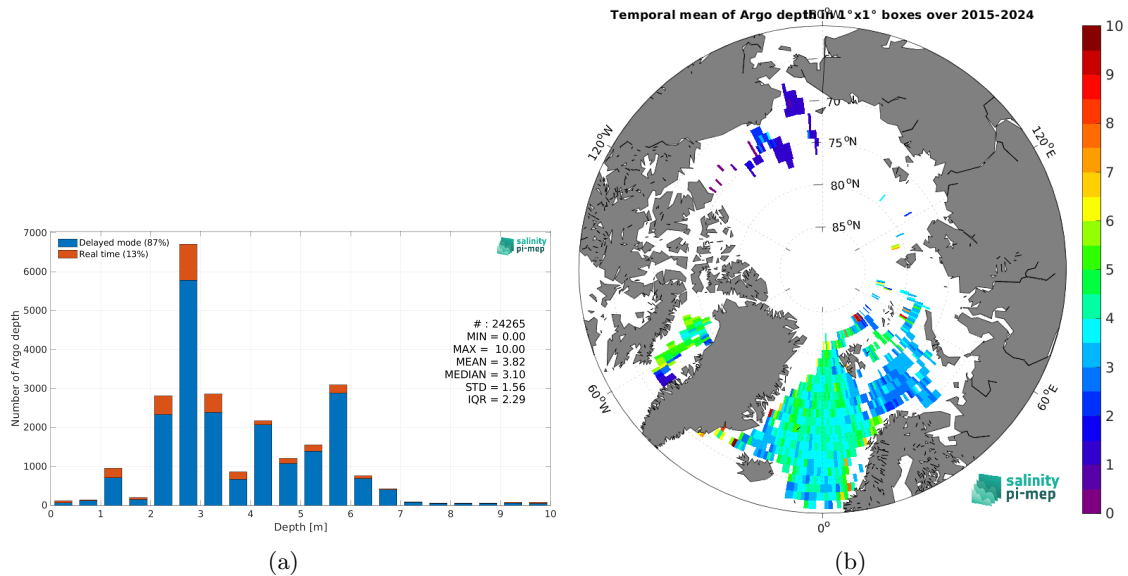 Temporal mean of Argo depth in 1°x1° boxes over 2015-2024
180°W
120°W
120°E
60°W
60°E
0°
70
75 °N
80 °N
85°N
10
9
8
7
6
5
4
3
2
1
0
salinity
pi-mep
7000
6000
5000
4000
3000
2000
1000
0
Number of Argo depth
Delayed mode (87%)
Real time (13%)
salinity
pi-mep
# : 24265
MIN = 0.00
MAX = 10.00
MEAN = 3.82
MEDIAN = 3.10
STD = 1.56
IQR = 2.29
0 1 2 3 4 5 6 7 8 9 10
Depth [m]
(a)
(b)